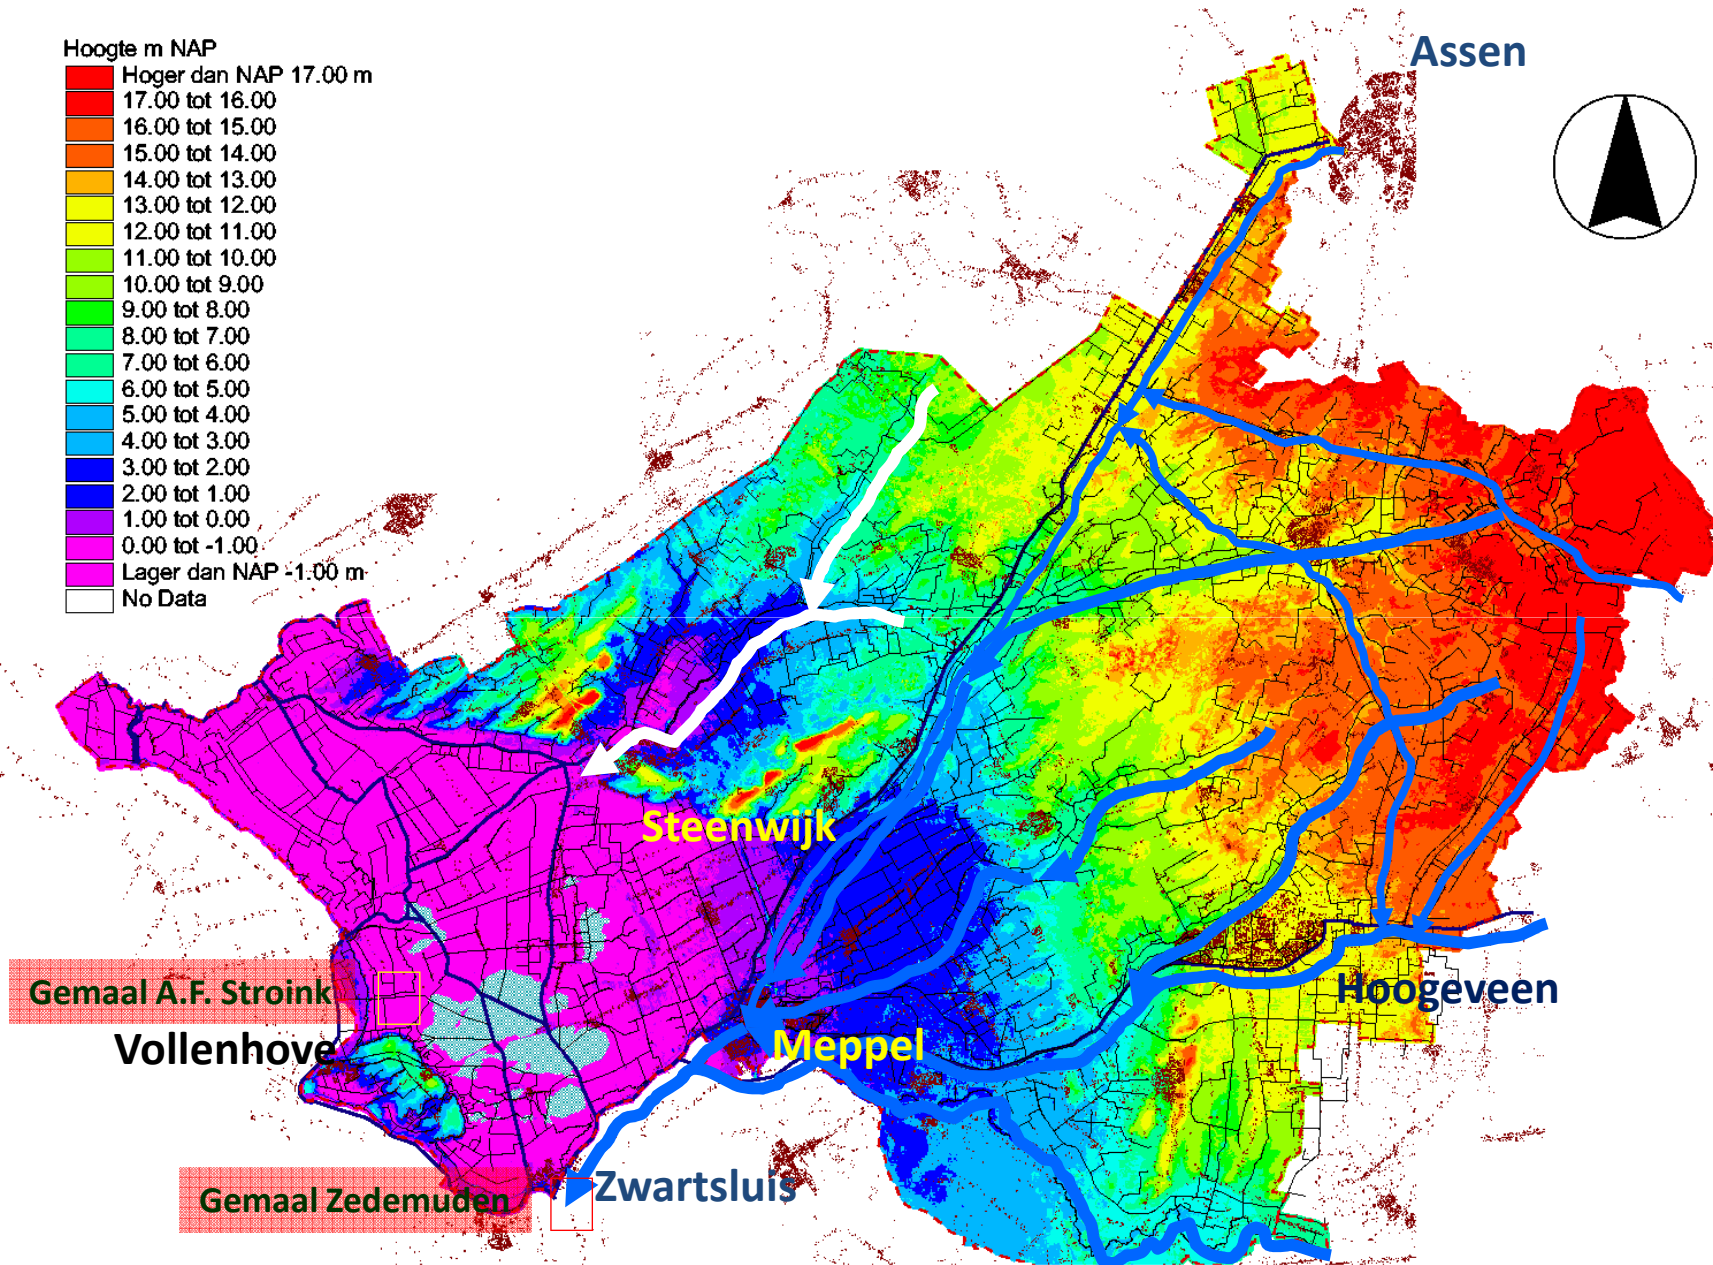 Hoogte m NAP
Hoger dan NAP 17.00 m
17.00 tot 16.00
16.00 tot 15.00
15.00 tot 14.00
14.00 tot 13.00
13.00 tot 12.00
12.00 tot 11.00
11.00 tot 10.00
10.00 tot 9.00
9.00 tot 8.00
8.00 tot 7.00
7.00 tot 6.00
6.00 tot 5.00
5.00 tot 4.00
4.00 tot 3.00
3.00 tot 2.00
2.00 tot 1.00
1.00 tot 0.00
0.00 tot -1.00
Lager dan NAP -1.00 m
No Data
Assen
Steenwijk
Gemaal A.F. Stroink
Hoogeveen
Vollenhove
Meppel
Gemaal Zedemuden
Zwartsluis